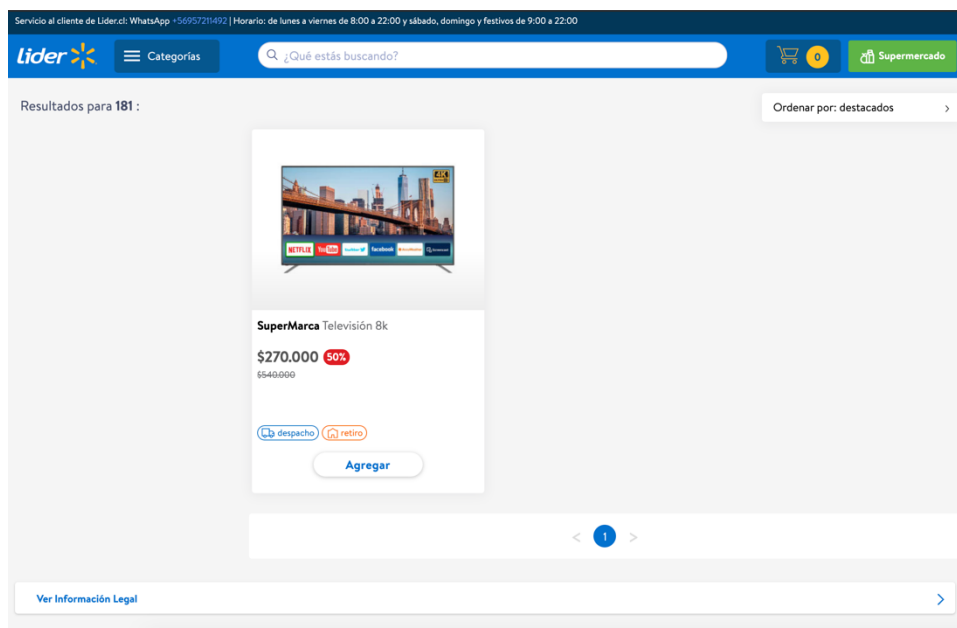 Servicio al cliente de Lider.cl: WhatsApp +56957211492 | Horario: de lunes a viernes de 8:00 a 22:00 y sábado, domingo y festivos de 9:00 a 22:00
Lider
Categorías
¿Qué estás buscando?
0
Supermercado
Resultados para 181 :
Ordenar por: destacados
4K
NETFLIX YouTube twitter facebook
SuperMarca Televisión 8k
$270.000 50%
$540.000
despacho retiro
Agregar
< 1 >
Ver Información Legal